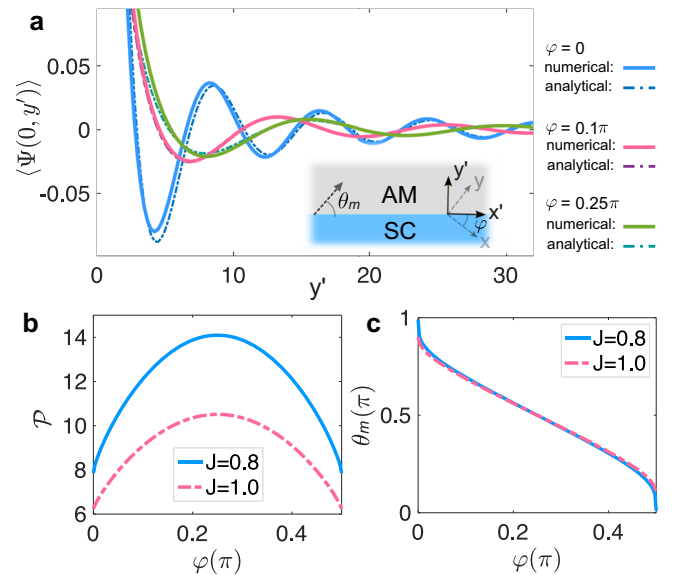 a
⟨Ψ(0, y′)⟩
0.05
0
-0.05
0
10
20
30
y'
θm
AM
SC
y'
y
x'
φ
x
φ = 0
numerical:
analytical:
φ = 0.1π
numerical:
analytical:
φ = 0.25π
numerical:
analytical:
b
𝒫
14
12
10
8
6
0
0.2
0.4
φ(π)
J=0.8
J=1.0
c
θm(π)
1
0.5
0
0
0.2
0.4
φ(π)
J=0.8
J=1.0